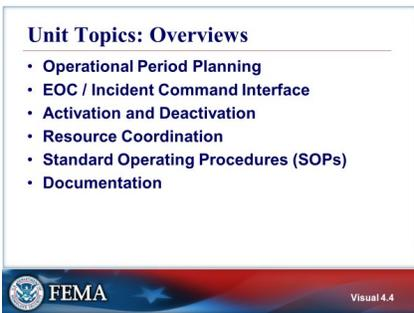 Unit Topics: Overviews
• Operational Period Planning
• EOC / Incident Command Interface
• Activation and Deactivation
• Resource Coordination
• Standard Operating Procedures (SOPs)
• Documentation
FEMA
Visual 4.4